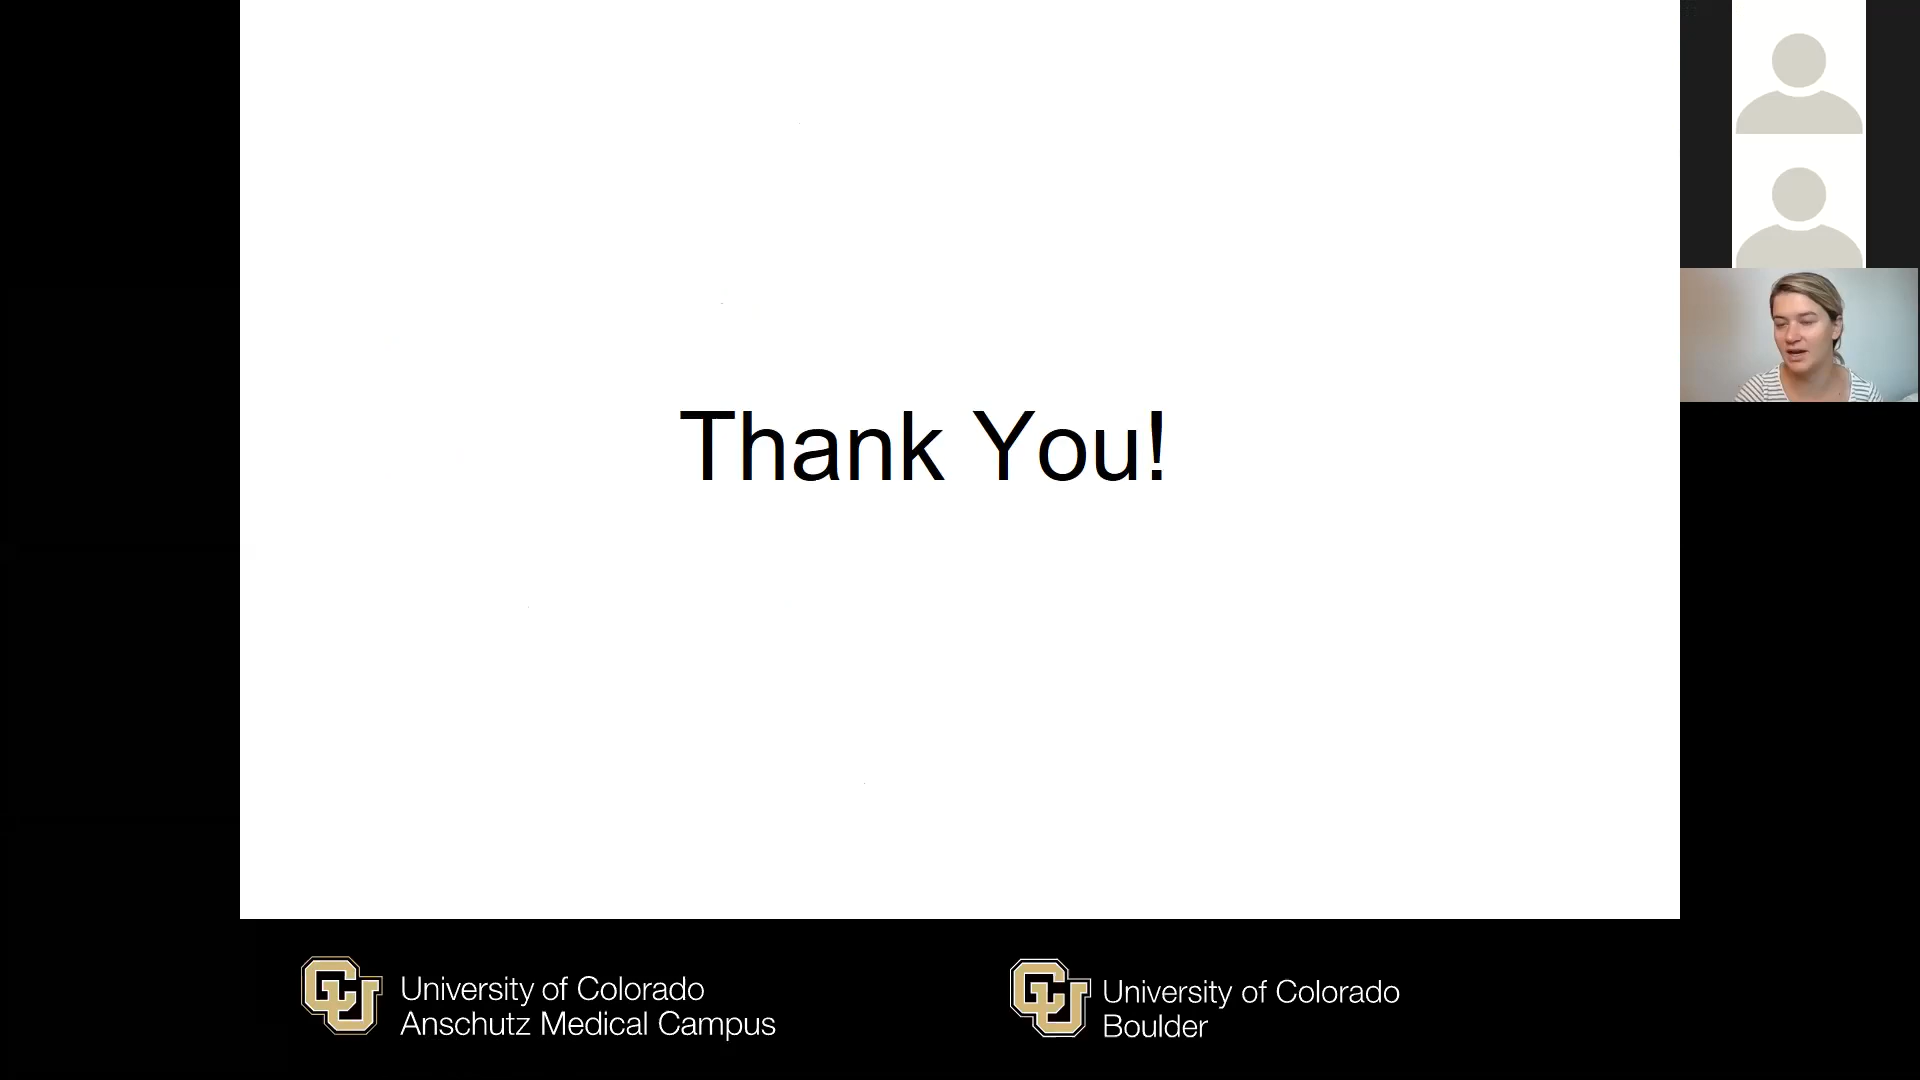 Thank You!
University of Colorado
Anschutz Medical Campus
University of Colorado
Boulder